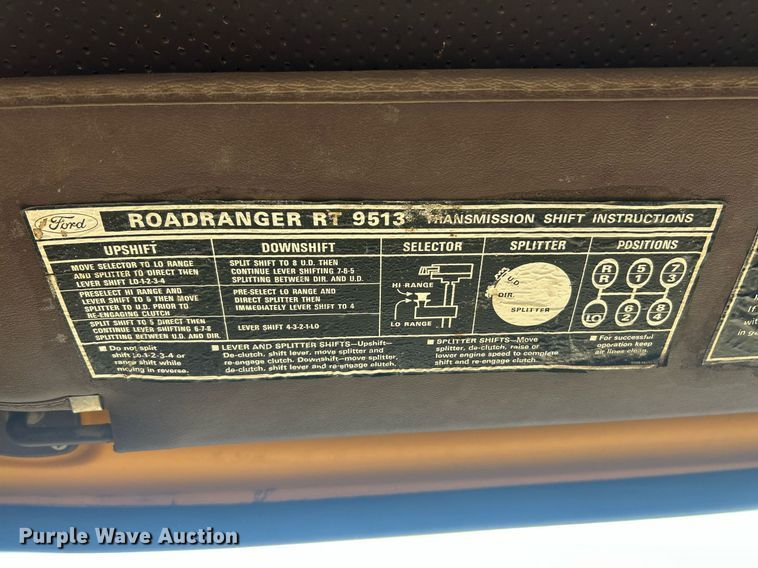 Ford ROADRANGER RT 9513 TRANSMISSION SHIFT INSTRUCTIONS
UPSHIFT DOWNSHIFT SELECTOR SPLITTER POSITIONS
MOVE SELECTOR TO LO RANGE
AND SPLITTER TO DIRECT THEN
LEVER SHIFT LO-1-2-3-4
SPLIT SHIFT TO 8 U.D. THEN
CONTINUE LEVER SHIFTING 7-6-5
SPLITTING BETWEEN DIR. AND U.D.
PRESELECT HI RANGE AND
LEVER SHIFT TO 5 THEN MOVE
SPLITTER TO U.D. PRIOR TO
RE-ENGAGING CLUTCH
PRE-SELECT LO RANGE AND
DIRECT SPLITTER THEN
IMMEDIATELY LEVER SHIFT TO 4
SPLIT SHIFT TO 5 DIRECT THEN
CONTINUE LEVER SHIFTING 6-7-8
SPLITTING BETWEEN U.D. AND DIR.
LEVER SHIFT 4-3-2-1-LO
HI RANGE
LO RANGE
U.D.
DIR.
SPLITTER
R 5 7
R 1 3
LO 6 8
2 4
■ Do not split
shift LO-1-2-3-4 or
range shift while
moving in reverse.
■ LEVER AND SPLITTER SHIFTS—Upshift-
De-clutch, shift lever, move splitter and
re-engage clutch. Downshift—move splitter,
de-clutch, shift lever and re-engage clutch.
■ SPLITTER SHIFTS—Move
splitter, de-clutch, raise or
lower engine speed to complete
shift and re-engage clutch.
■ For successful
operation keep
air lines clean.
If
with
in ge
Purple Wave Auction